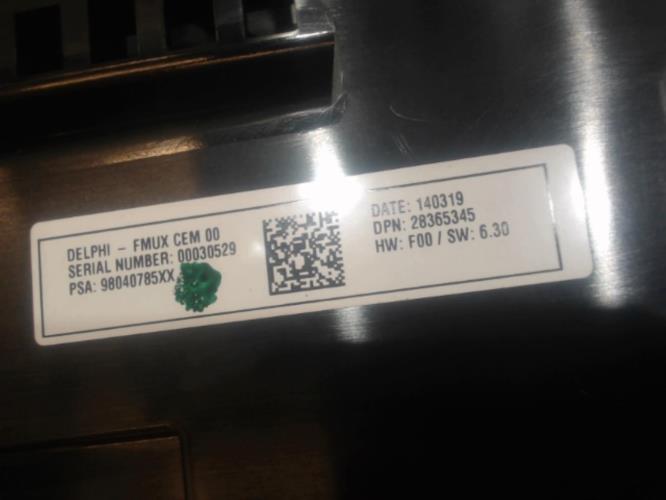 DELPHI - FMUX CEM 00
SERIAL NUMBER: 00030529
PSA: 98040785XX
DATE: 140319
DPN: 28365345
HW: F00 / SW: 6.30